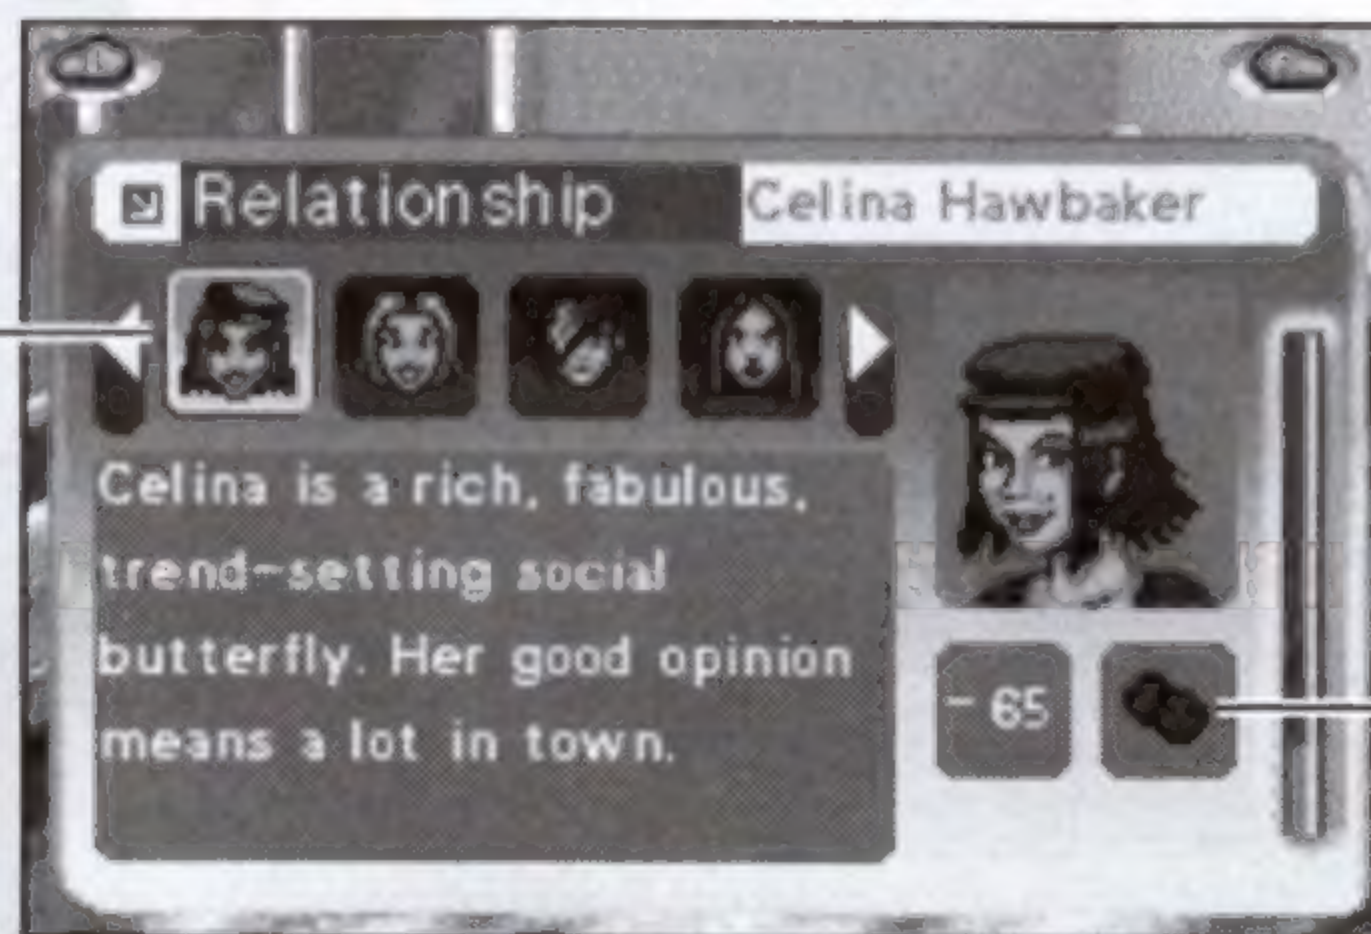 Relationship
Celina Hawbaker
Celina is a rich, fabulous,
trend-setting social
butterfly. Her good opinion
means a lot in town.
- 65